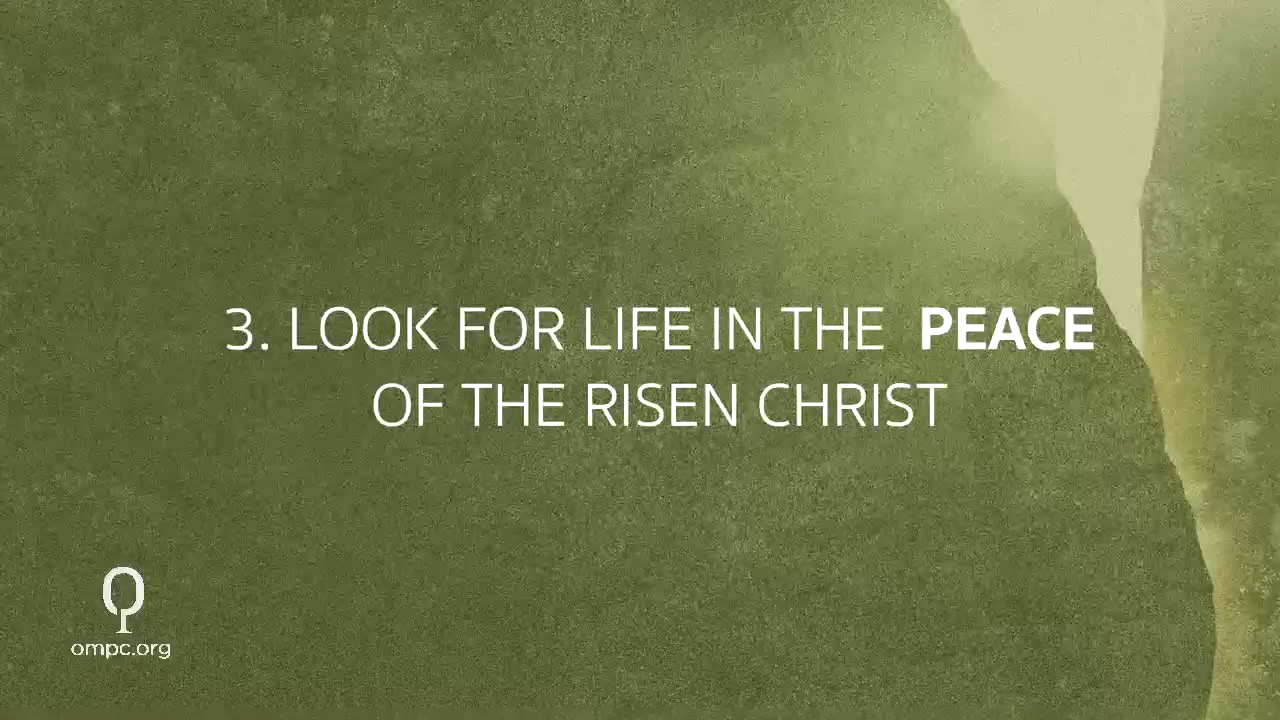 3. LOOK FOR LIFE IN THE PEACE
OF THE RISEN CHRIST
ompc.org